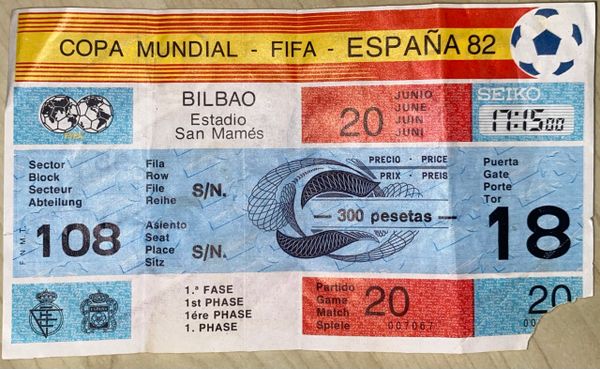 COPA MUNDIAL - FIFA - ESPAÑA 82
FIFA
BILBAO
Estadio
San Mamés
20
JUNIO
JUNE
JUIN
JUNI
SEIKO
17:15 00
Sector
Block
Secteur
Abteilung
108
F.N.M.T.
Fila
Row
File
Reihe
S/N.
Asiento
Seat
Place
Sitz
S/N.
PRECIO - PRICE
PRIX - PREIS
300 pesetas
Puerta
Gate
Porte
Tor
18
1.ª FASE
1st PHASE
1ére PHASE
1. PHASE
Partido
Game
Match
Spiele
20
007067
20